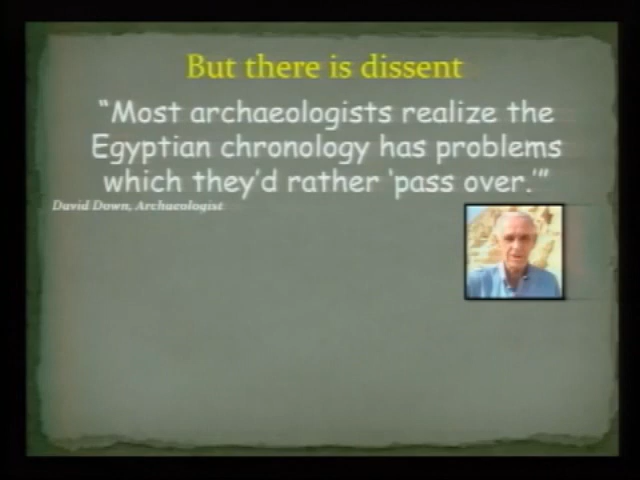 But there is dissent
“Most archaeologists realize the
Egyptian chronology has problems
which they’d rather ‘pass over.’”
David Down, Archaeologist